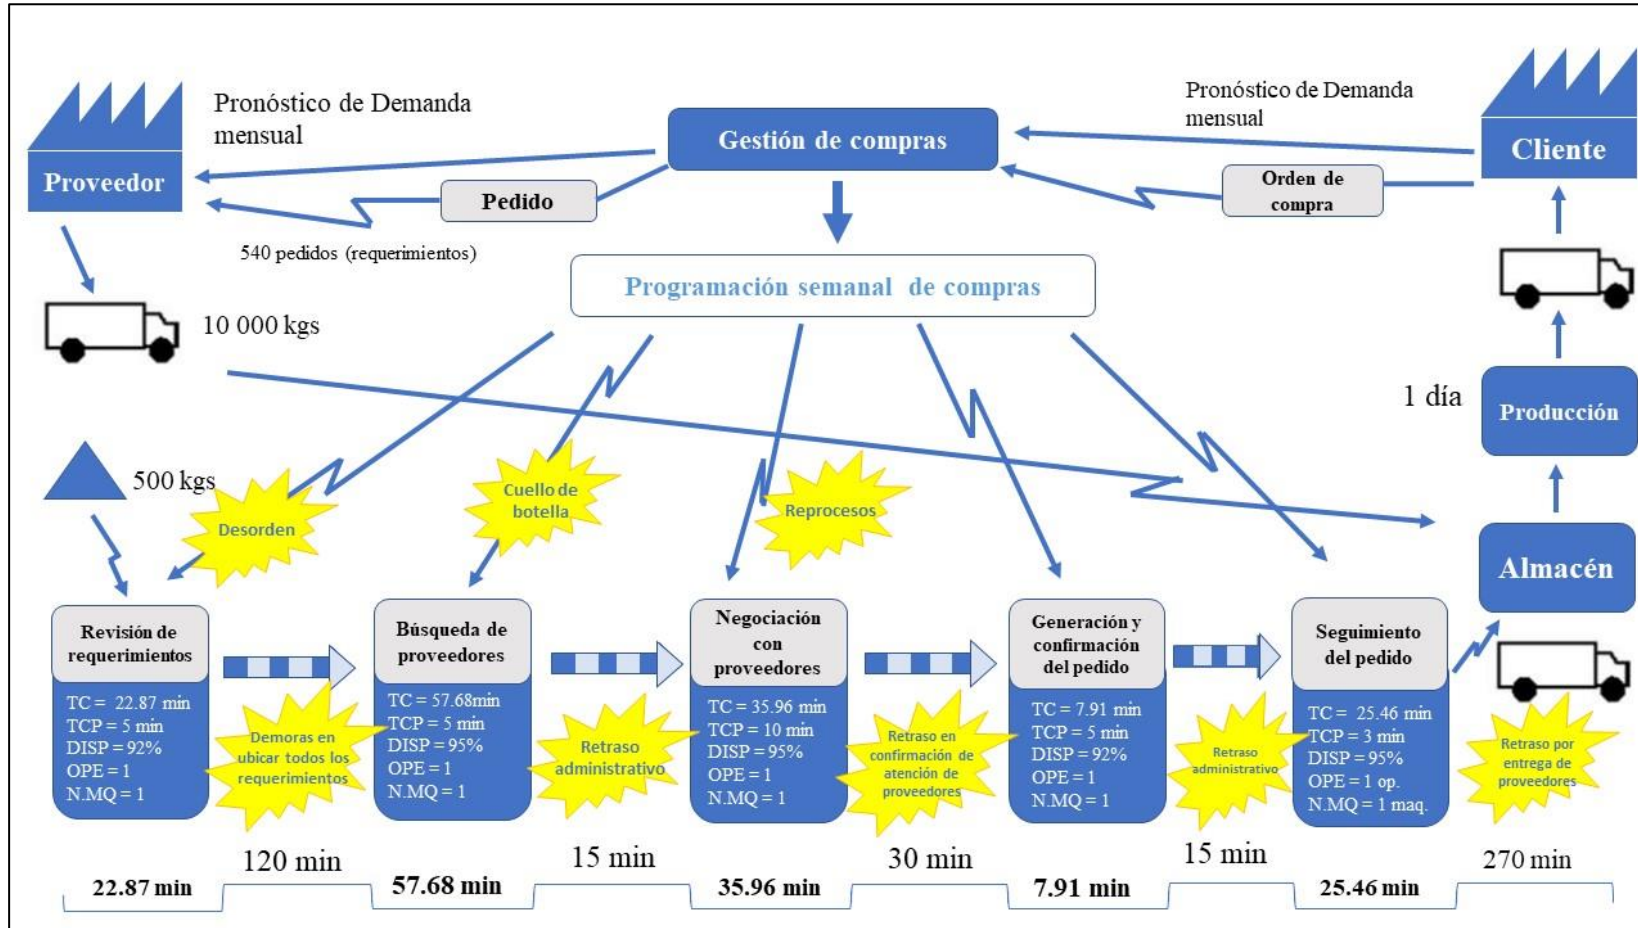 Pronóstico de Demanda
mensual
Gestión de compras
Pronóstico de Demanda
mensual
Cliente
Proveedor
Pedido
Orden de
compra
540 pedidos (requerimientos)
Programación semanal de compras
10 000 kgs
1 día
Producción
500 kgs
Desorden
Cuello de
botella
Reprocesos
Almacén
Revisión de
requerimientos
TC = 22.87 min
TCP = 5 min
DISP = 92%
OPE = 1
N.MQ = 1
Demoras en
ubicar todos los
requerimientos
Búsqueda de
proveedores
TC = 57.68min
TCP = 5 min
DISP = 95%
OPE = 1
N.MQ = 1
Retraso
administrativo
Negociación
con
proveedores
TC = 35.96 min
TCP = 10 min
DISP = 95%
OPE = 1
N.MQ = 1
Retraso en
confirmación de
atención de
proveedores
Generación y
confirmación
del pedido
TC = 7.91 min
TCP = 5 min
DISP = 92%
OPE = 1
N.MQ = 1
Retraso
administrativo
Seguimiento
del pedido
TC = 25.46 min
TCP = 3 min
DISP = 95%
OPE = 1 op.
N.MQ = 1 maq.
Retraso por
entrega de
proveedores
120 min
15 min
30 min
15 min
270 min
22.87 min
57.68 min
35.96 min
7.91 min
25.46 min